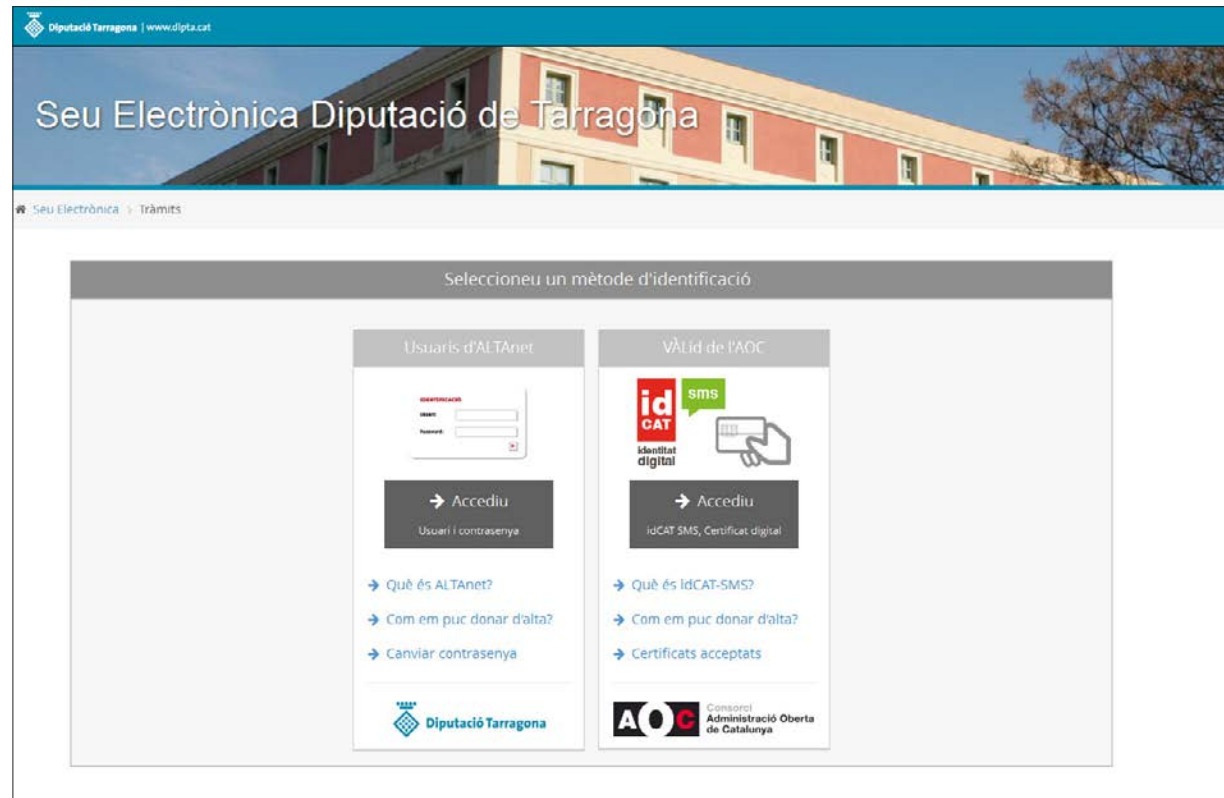 Diputació Tarragona | www.dipta.cat
Seu Electrònica Diputació de Tarragona
Seu Electrònica > Tràmits
Seleccioneu un mètode d'identificació
Usuaris d'ALTAnet
IDENTIFICACIÓ
Usuari:
Password:
Accediu
Usuari i contrasenya
Què és ALTAnet?
Com em puc donar d'alta?
Canviar contrasenya
Diputació Tarragona
VÀLid de l'AOC
id
CAT
sms
identitat
digital
Accediu
idCAT SMS, Certificat digital
Què és idCAT-SMS?
Com em puc donar d'alta?
Certificats acceptats
AOC
Consorci
Administració Oberta
de Catalunya